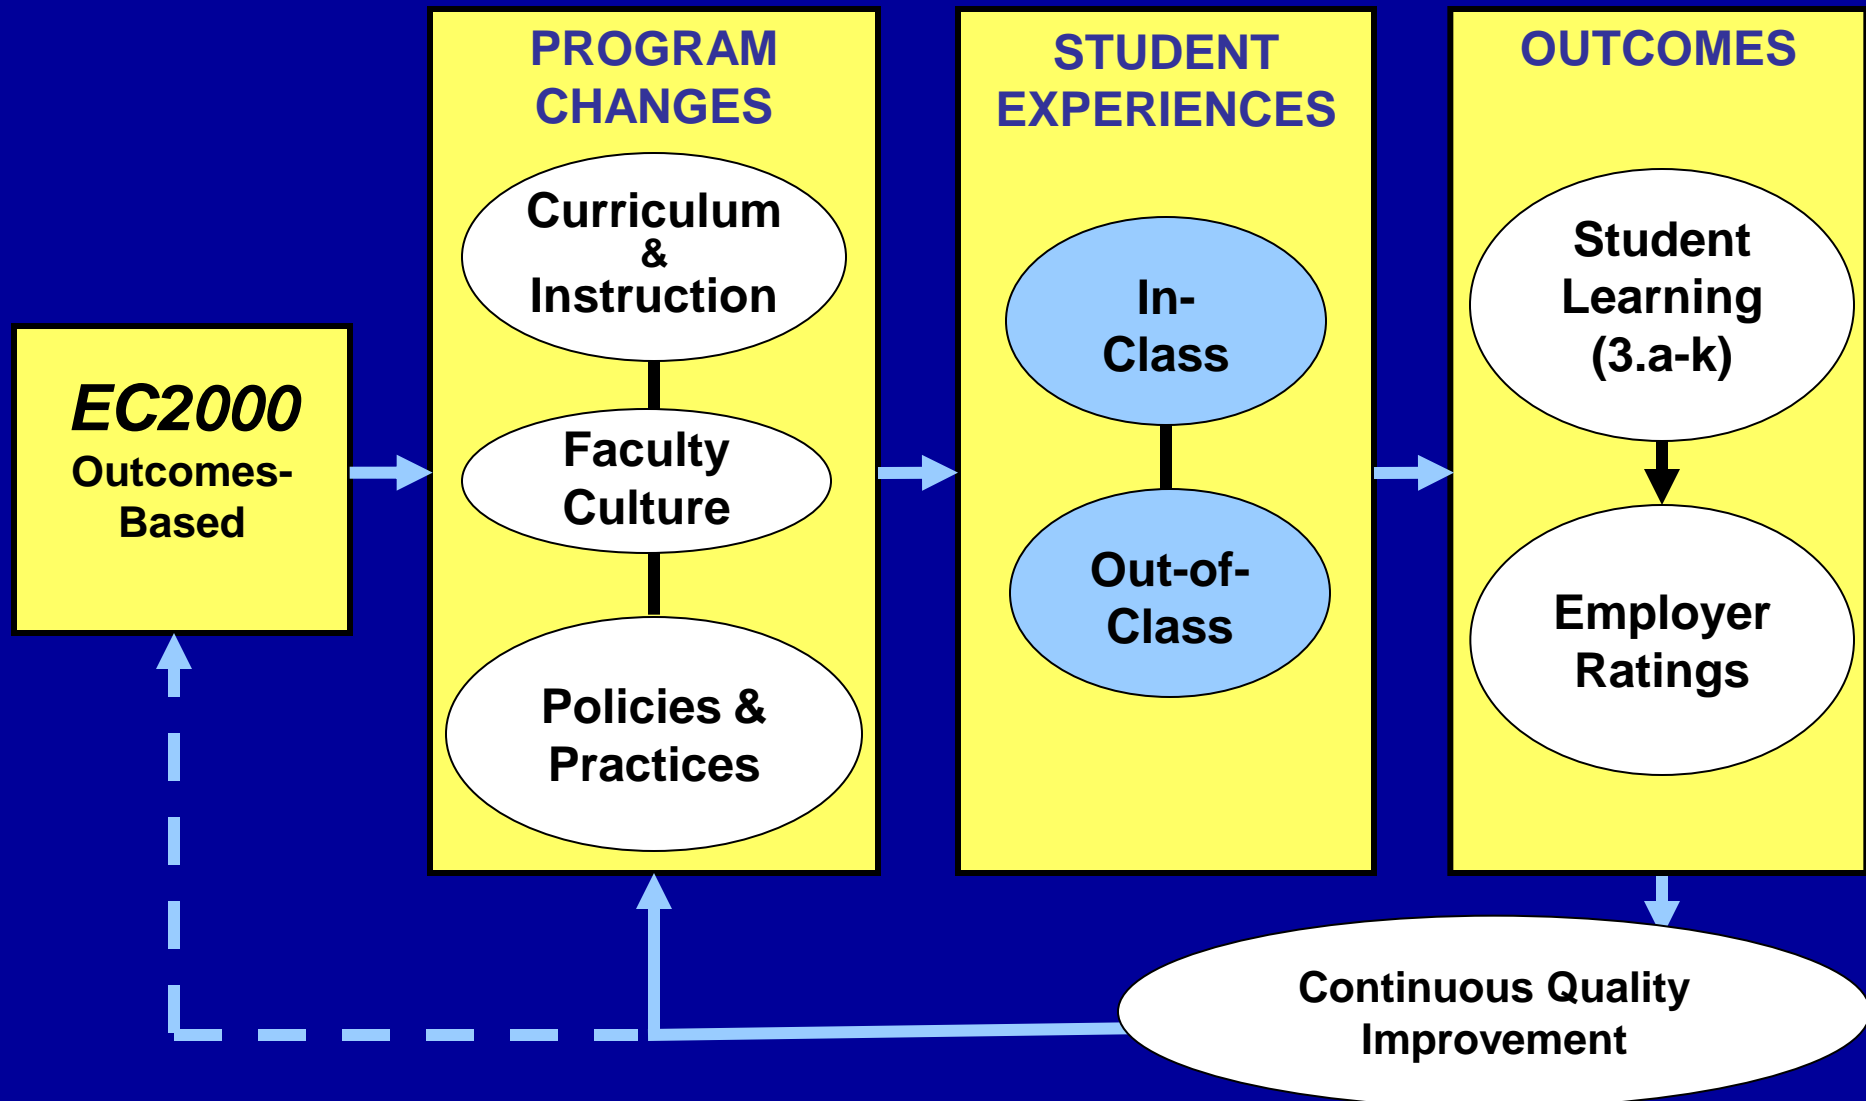 EC2000
Outcomes-
Based
PROGRAM
CHANGES
Curriculum
&
Instruction
Faculty
Culture
Policies &
Practices
STUDENT
EXPERIENCES
In-
Class
Out-of-
Class
OUTCOMES
Student
Learning
(3.a-k)
Employer
Ratings
Continuous Quality
Improvement